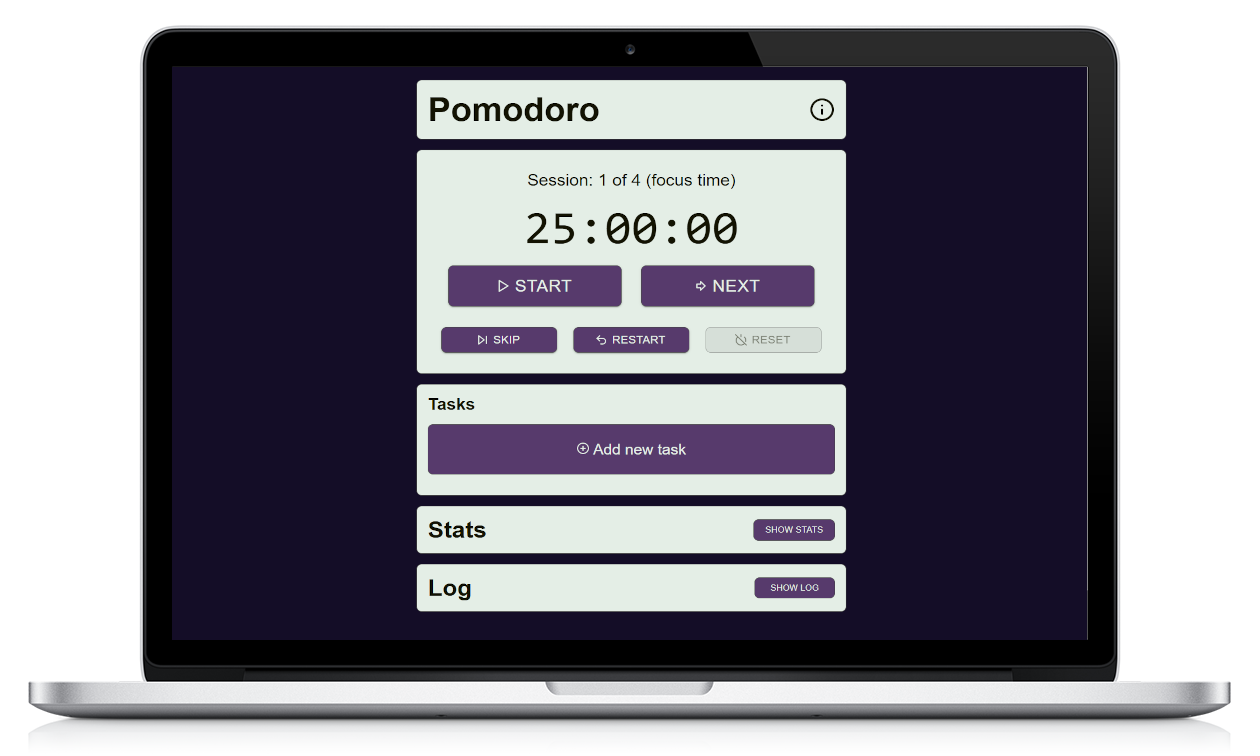 Pomodoro
Session: 1 of 4 (focus time)
25:00:00
START
NEXT
SKIP
RESTART
RESET
Tasks
Add new task
Stats
SHOW STATS
Log
SHOW LOG